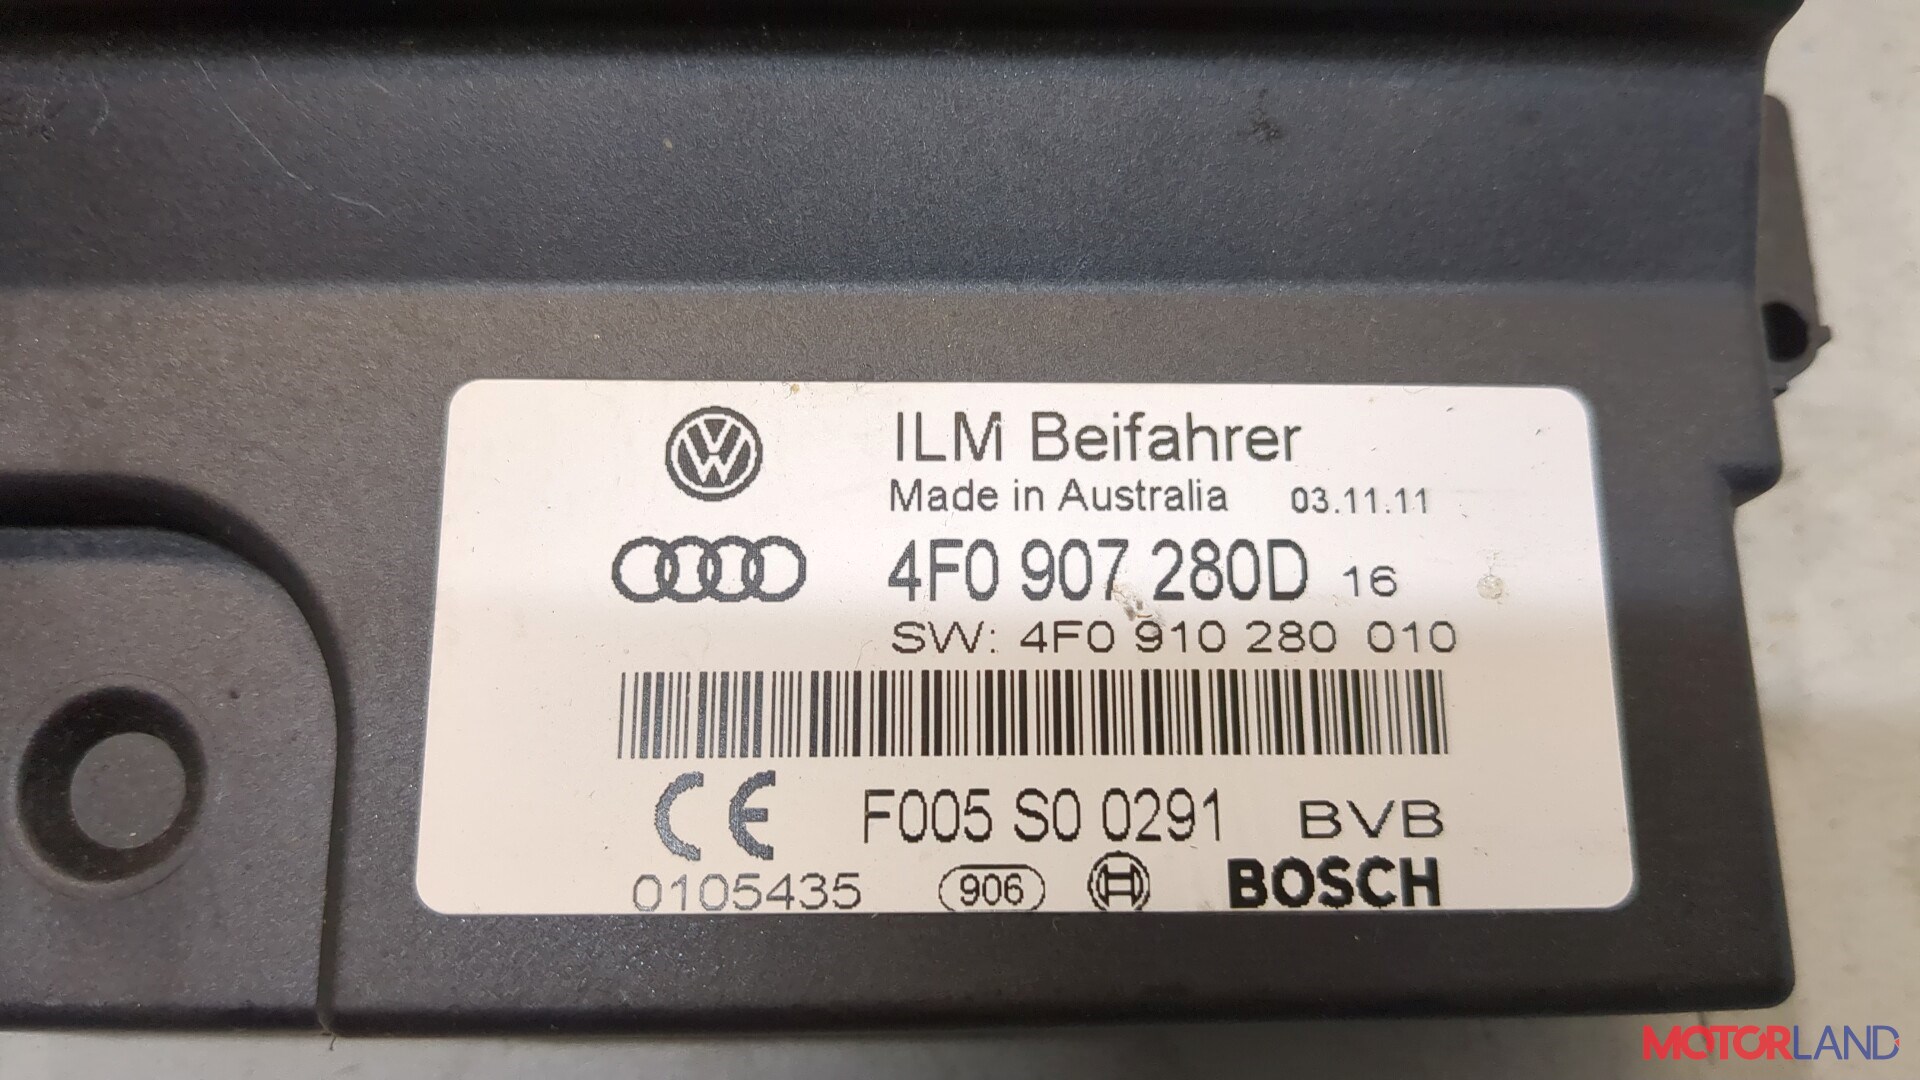 ILM Beifahrer
Made in Australia 03.11.11
4F0 907 280D 16
SW: 4F0 910 280 010
CE F005 S0 0291 BVB
0105435 906 BOSCH
MOTORLAND